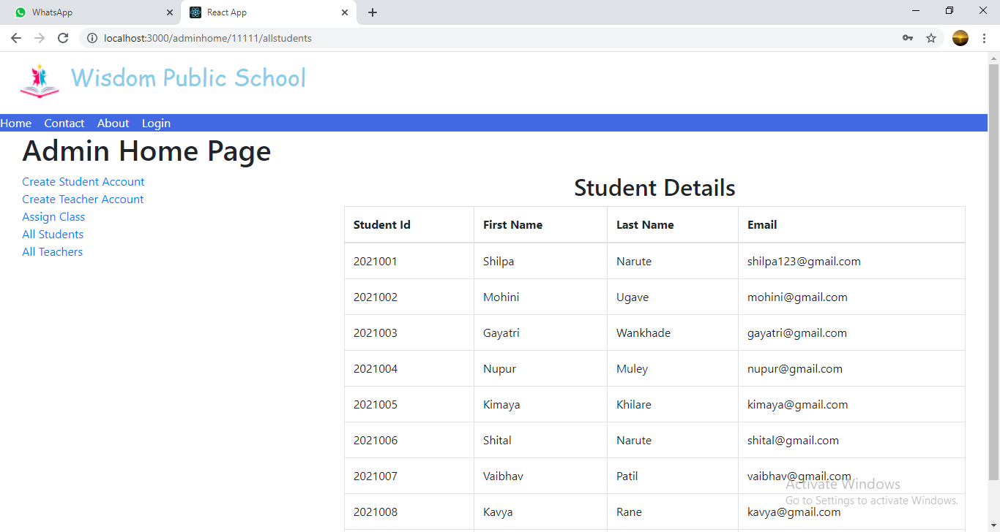 WhatsApp
React App
localhost:3000/adminhome/11111/allstudents
Wisdom Public School
Home Contact About Login
Admin Home Page
Create Student Account
Create Teacher Account
Assign Class
All Students
All Teachers
Student Details
Student Id First Name Last Name Email
2021001 Shilpa Narute shilpa123@gmail.com
2021002 Mohini Ugave mohini@gmail.com
2021003 Gayatri Wankhade gayatri@gmail.com
2021004 Nupur Muley nupur@gmail.com
2021005 Kimaya Khilare kimaya@gmail.com
2021006 Shital Narute shital@gmail.com
2021007 Vaibhav Patil vaibhav@gmail.com
Activate Windows
Go to Settings to activate Windows.
2021008 Kavya Rane kavya@gmail.com